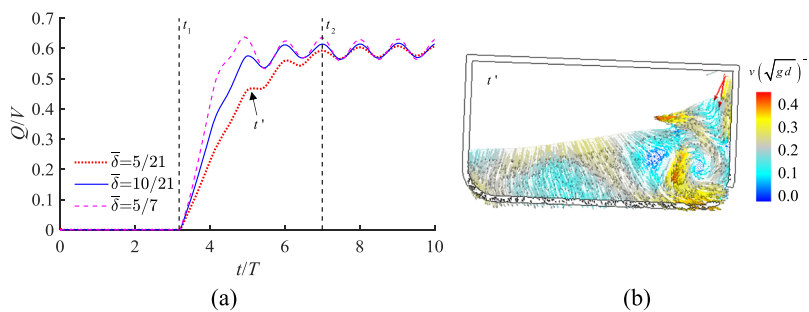 (a)
t₁
t₂
0.7
0.6
0.5
0.4
0.3
0.2
0.1
0
Q/V
t'
δ̅=5/21
δ̅=10/21
δ̅=5/7
0 2 4 6 8 10
t/T
(a)
t'
v(√gd)⁻
0.4
0.3
0.2
0.0
(b)